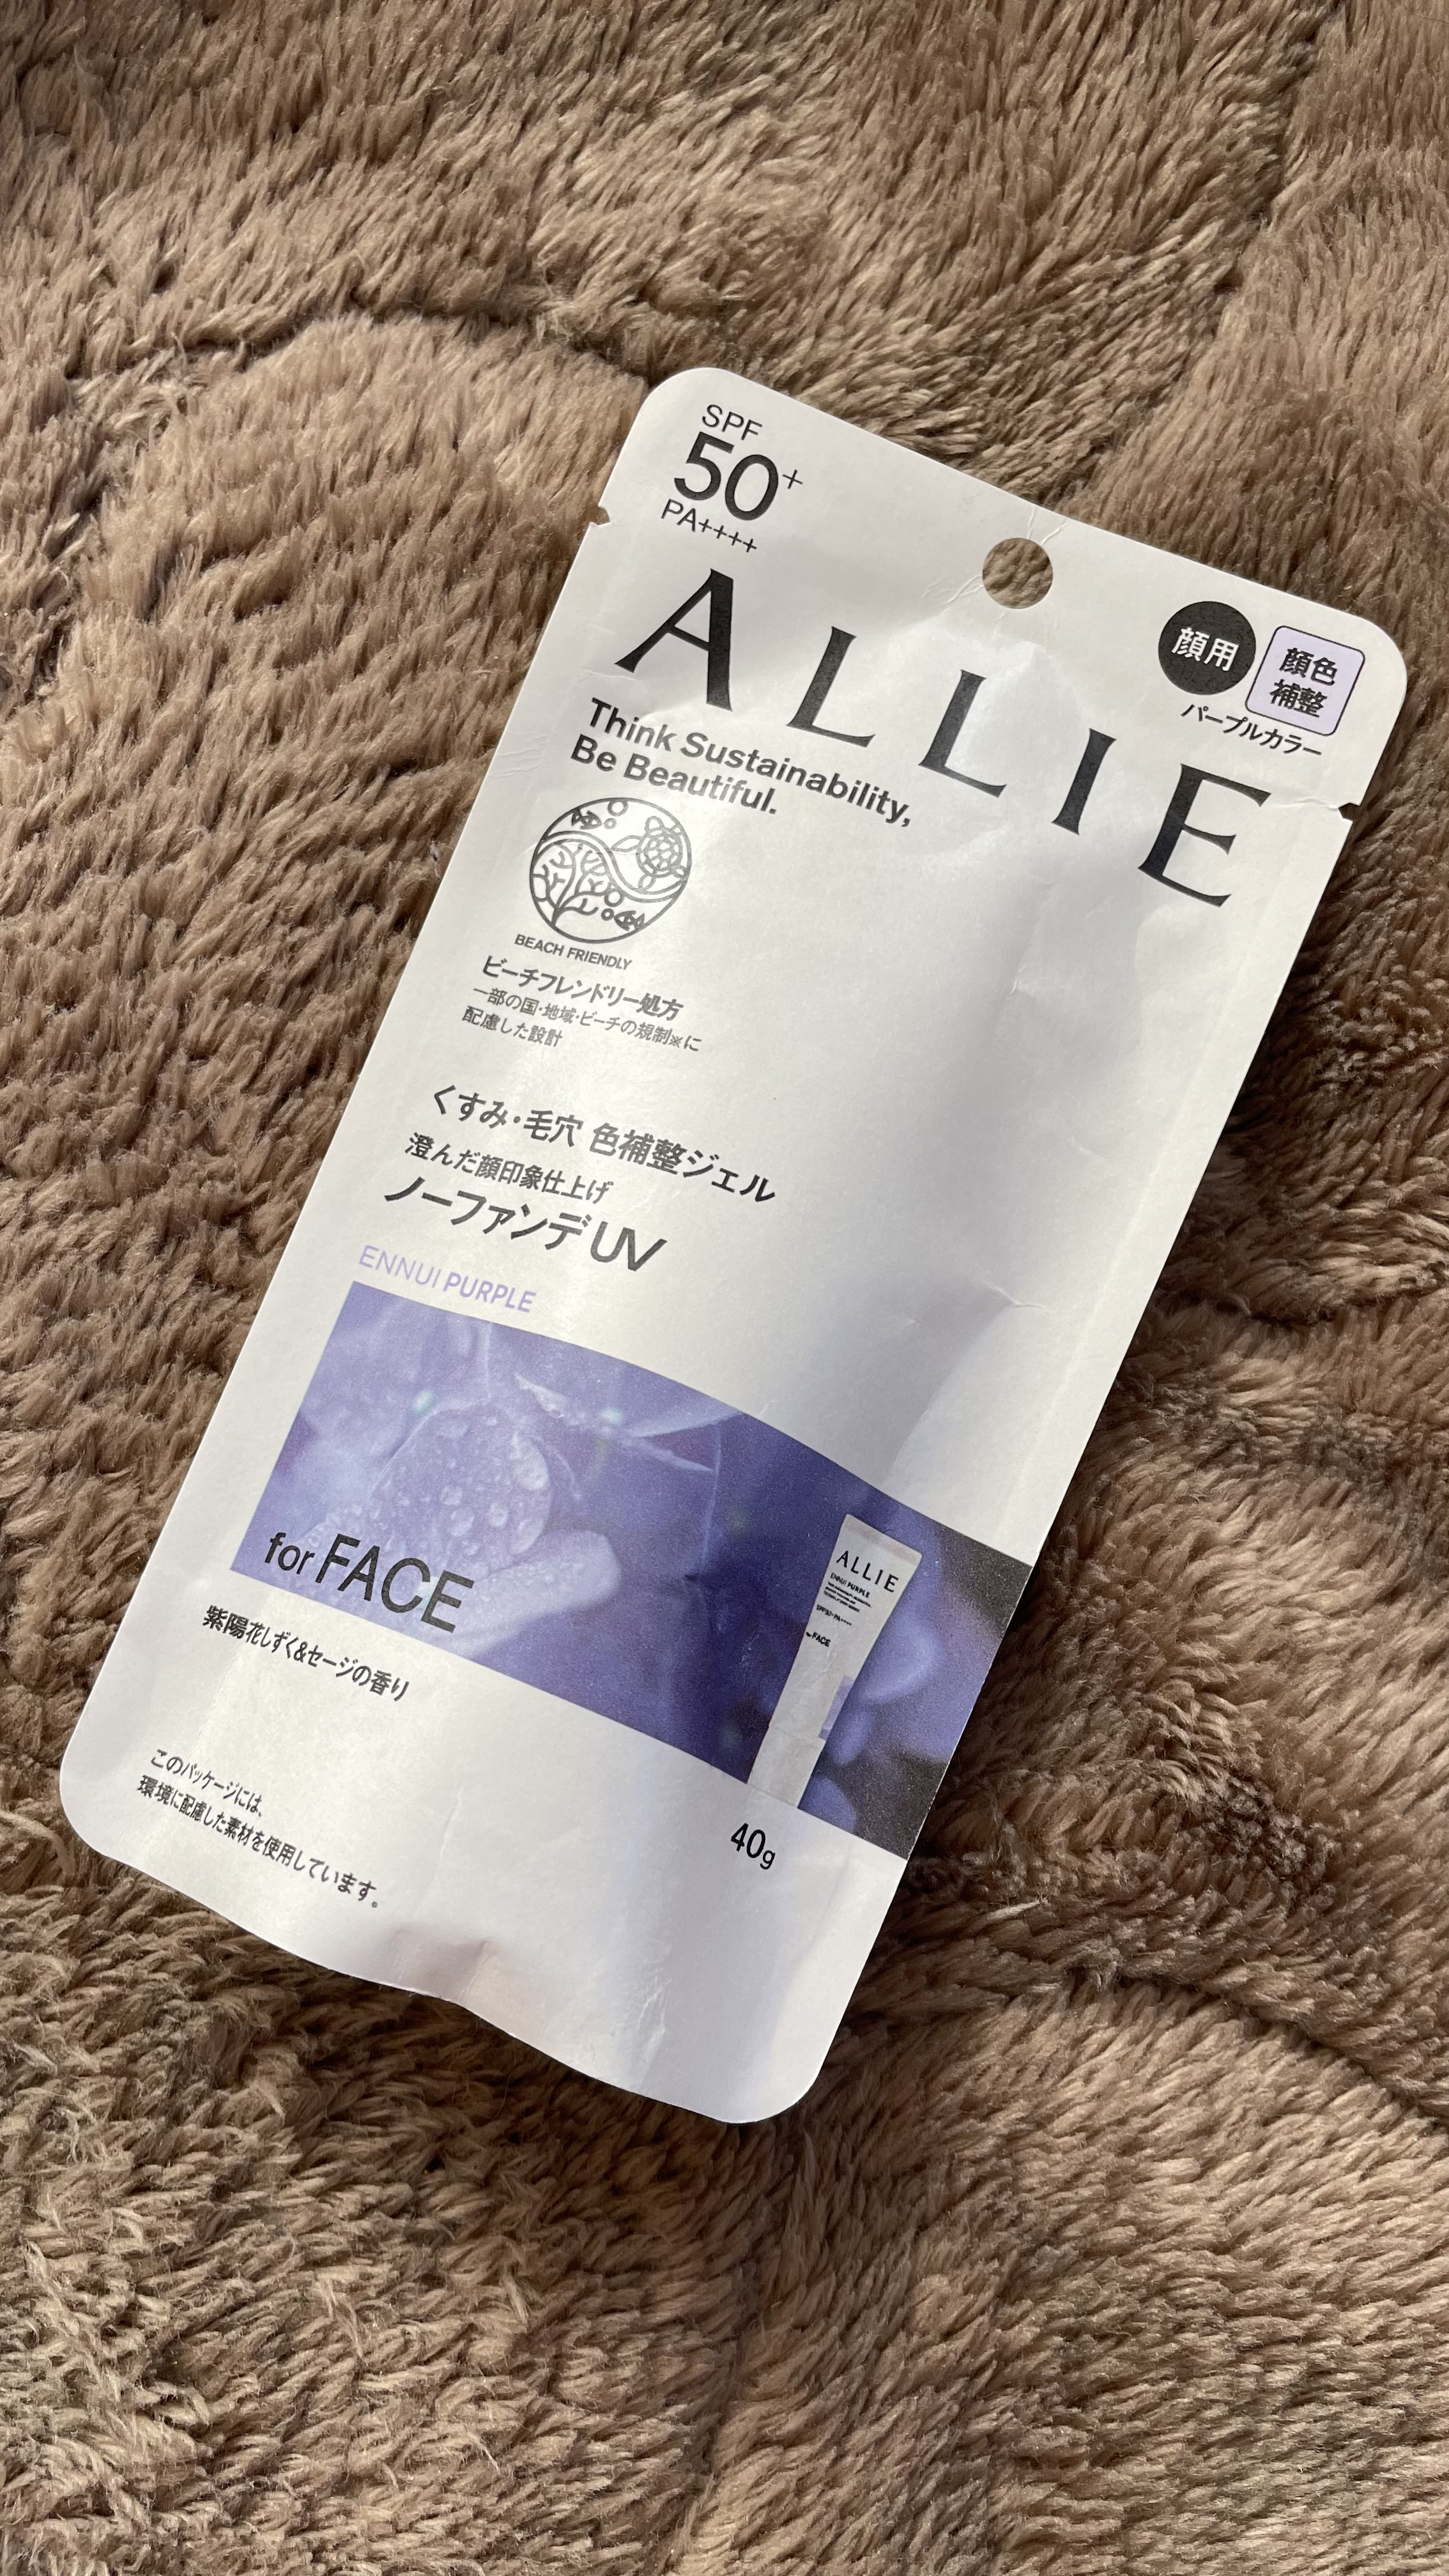 SPF
50+
PA++++
顔用
顔色
補整
パープルカラー
ALLIE
Think Sustainability,
Be Beautiful.
BEACH FRIENDLY
ビーチフレンドリー処方
一部の国・地域・ビーチの規制※に
配慮した設計
くすみ・毛穴 色補整ジェル
澄んだ顔印象仕上げ
ノーファンデUV
ENNUI PURPLE
for FACE
ALLIE
ENNUI PURPLE
SPF50+ PA++++
for FACE
紫陽花しずく&セージの香り
40g
このパッケージには、
環境に配慮した素材を使用しています。